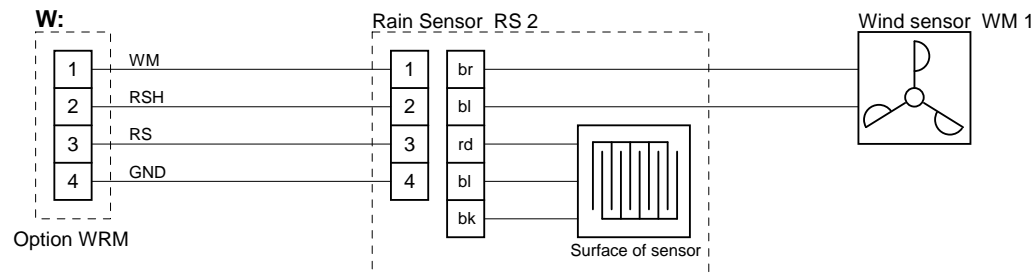 W:
Rain Sensor RS 2
Wind sensor WM 1
1 WM 1 br
2 RSH 2 bl
3 RS 3 rd
4 GND 4 bl
bk
Option WRM
Surface of sensor